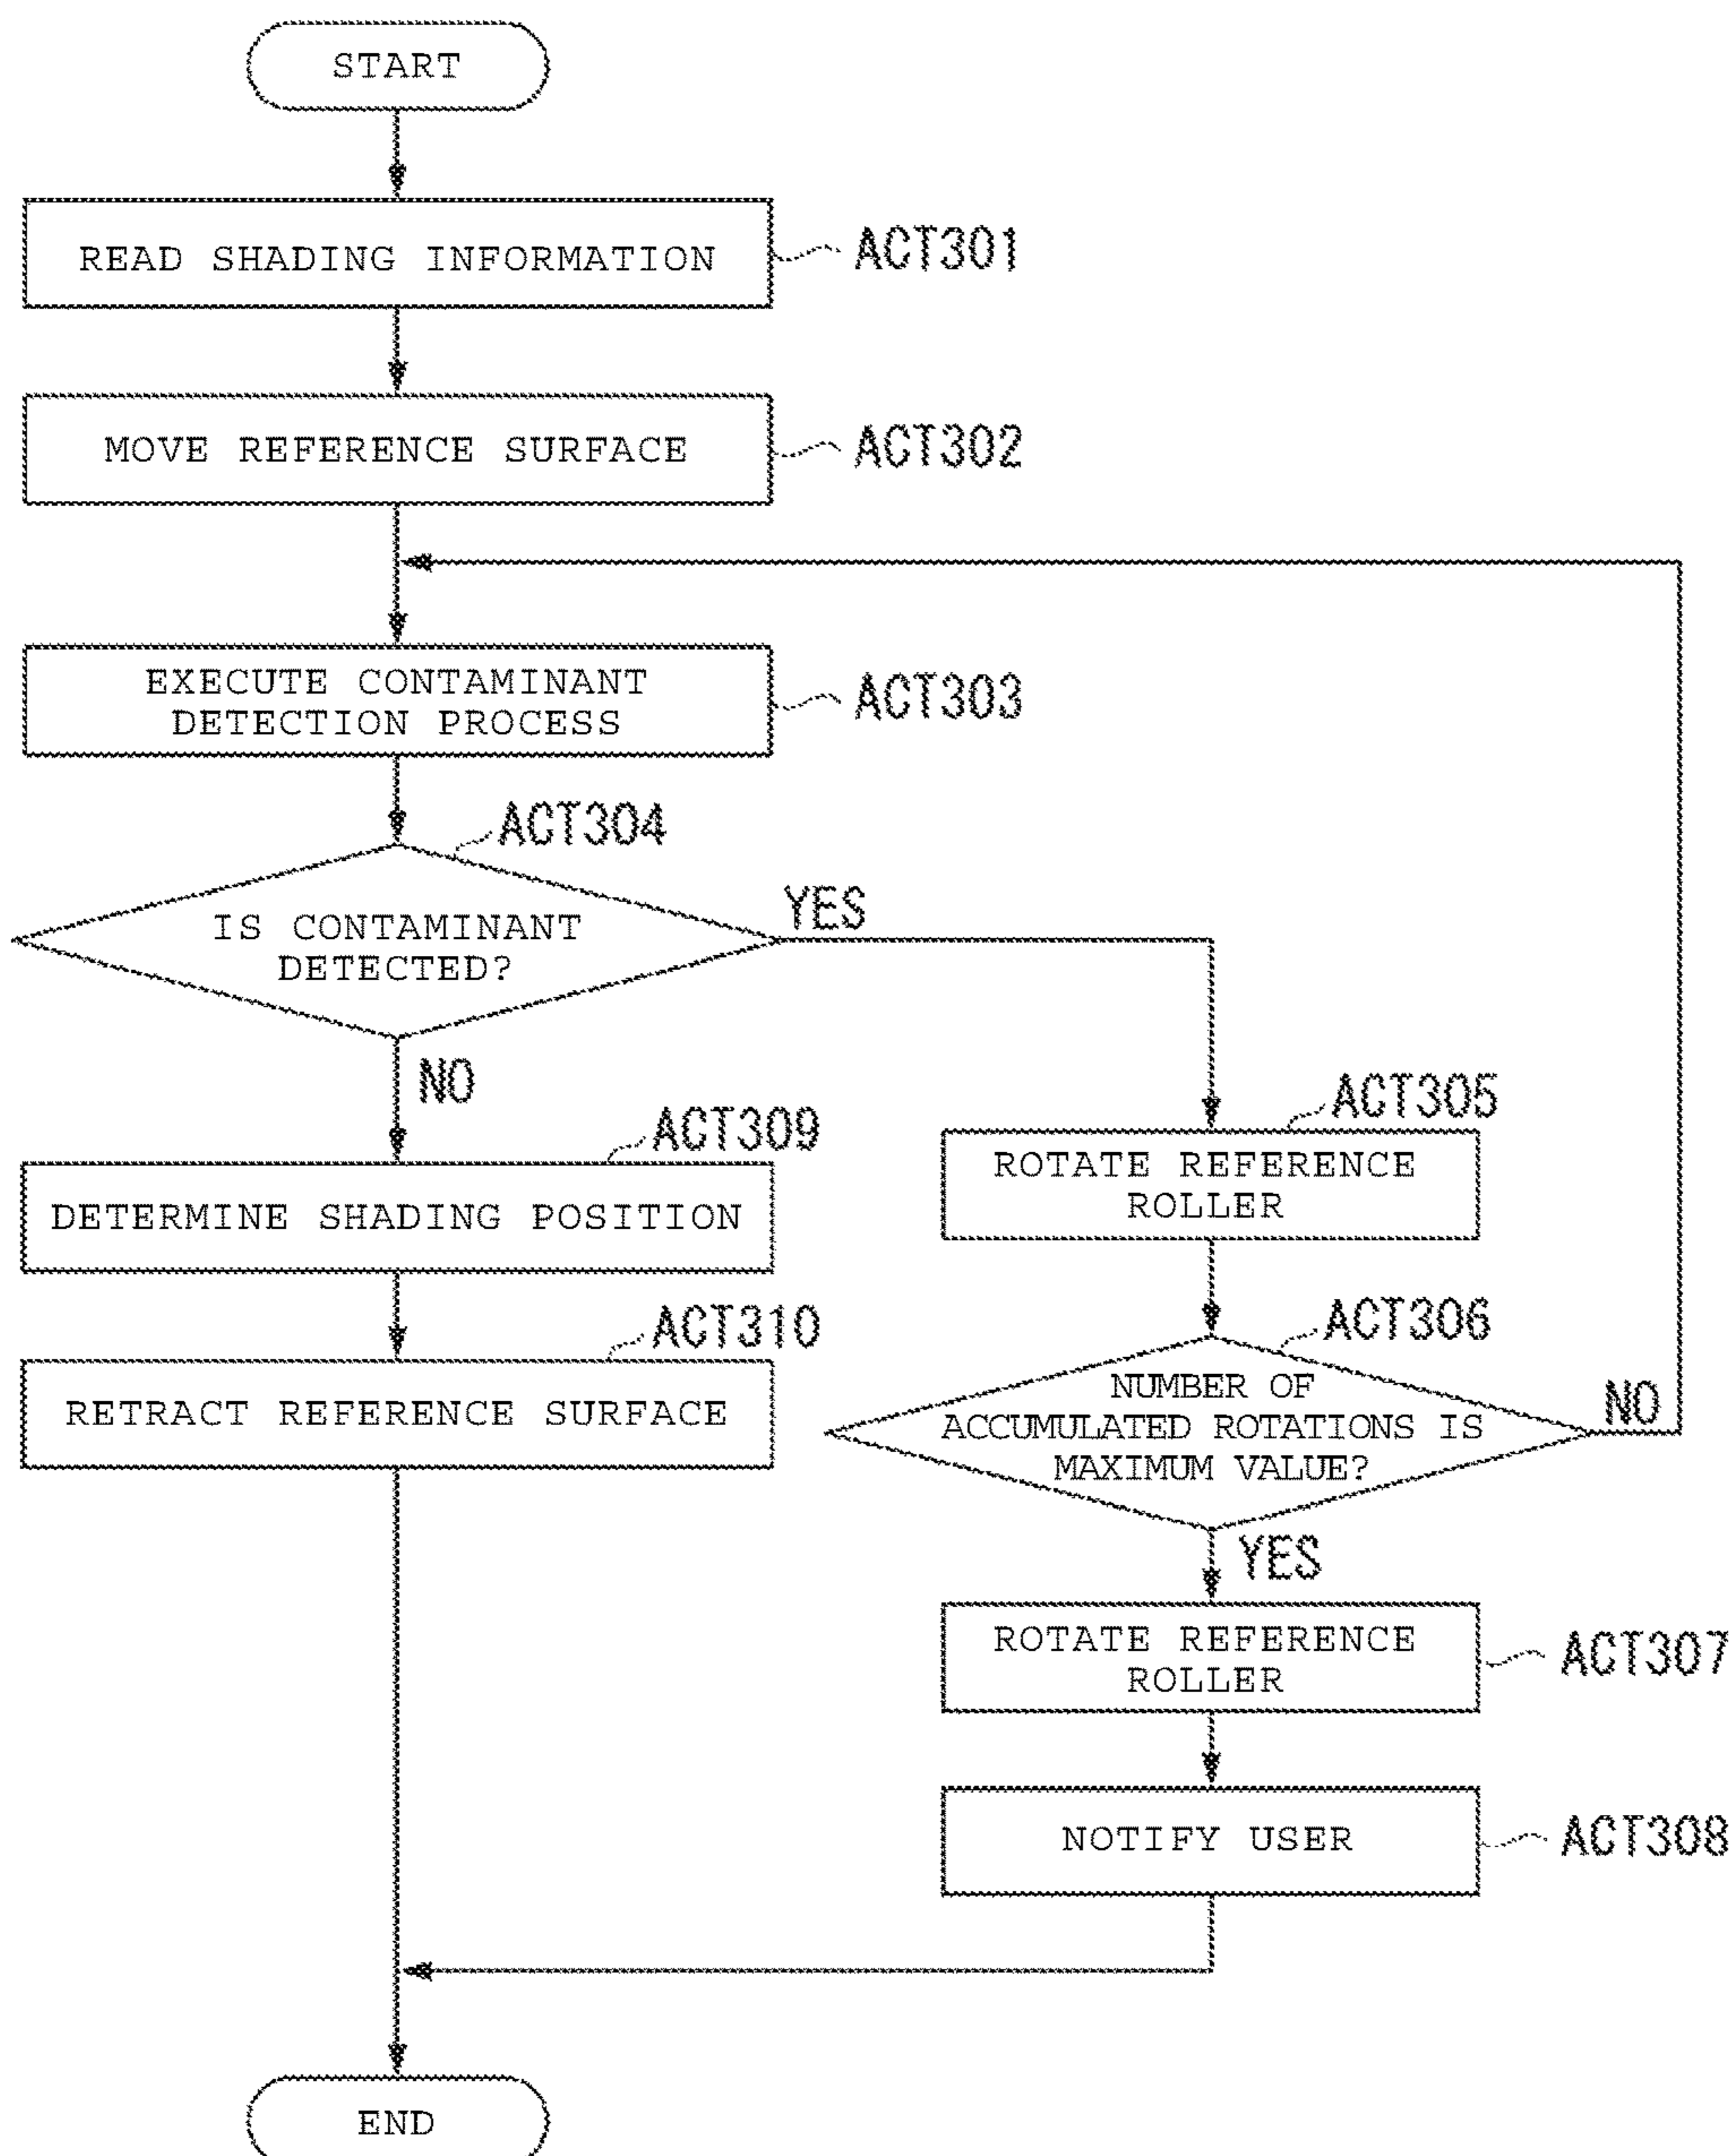 START
READ SHADING INFORMATION
ACT301
MOVE REFERENCE SURFACE
ACT302
EXECUTE CONTAMINANT
DETECTION PROCESS
ACT303
ACT304
IS CONTAMINANT
DETECTED?
YES
NO
ACT305
ROTATE REFERENCE
ROLLER
ACT306
NUMBER OF
ACCUMULATED ROTATIONS IS
MAXIMUM VALUE?
NO
YES
ROTATE REFERENCE
ROLLER
ACT307
NOTIFY USER
ACT308
ACT309
DETERMINE SHADING POSITION
ACT310
RETRACT REFERENCE SURFACE
END